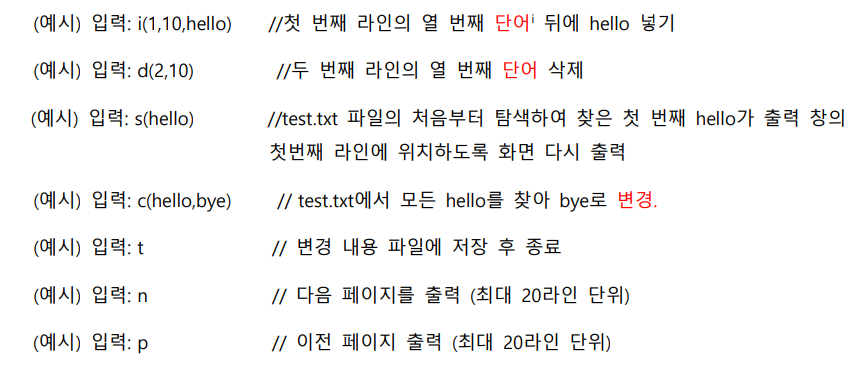 (예시) 입력: i(1,10,hello) //첫 번째 라인의 열 번째 단어ⁱ 뒤에 hello 넣기
(예시) 입력: d(2,10) //두 번째 라인의 열 번째 단어 삭제
(예시) 입력: s(hello) //test.txt 파일의 처음부터 탐색하여 찾은 첫 번째 hello가 출력 창의
첫번째 라인에 위치하도록 화면 다시 출력
(예시) 입력: c(hello,bye) // test.txt에서 모든 hello를 찾아 bye로 변경.
(예시) 입력: t // 변경 내용 파일에 저장 후 종료
(예시) 입력: n // 다음 페이지를 출력 (최대 20라인 단위)
(예시) 입력: p // 이전 페이지 출력 (최대 20라인 단위)